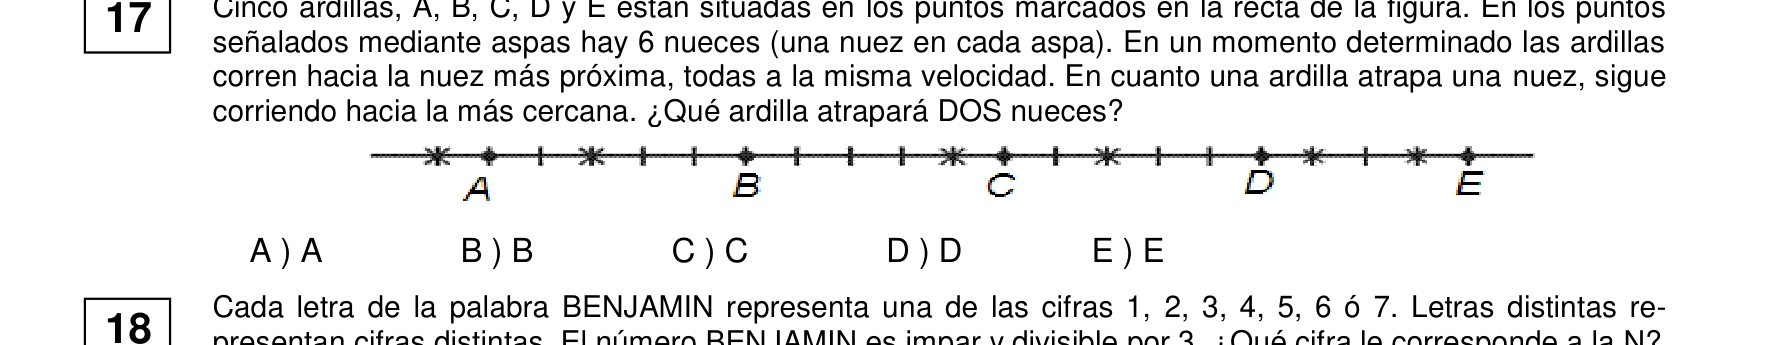 17
Cinco ardillas, A, B, C, D y E están situadas en los puntos marcados en la recta de la figura. En los puntos
señalados mediante aspas hay 6 nueces (una nuez en cada aspa). En un momento determinado las ardillas
corren hacia la nuez más próxima, todas a la misma velocidad. En cuanto una ardilla atrapa una nuez, sigue
corriendo hacia la más cercana. ¿Qué ardilla atrapará DOS nueces?
A B C D E
A ) A B ) B C ) C D ) D E ) E
18
Cada letra de la palabra BENJAMIN representa una de las cifras 1, 2, 3, 4, 5, 6 ó 7. Letras distintas re-
presentan cifras distintas. El número BENJAMIN es impar y divisible por 3. ¿Qué cifra le corresponde a la N?